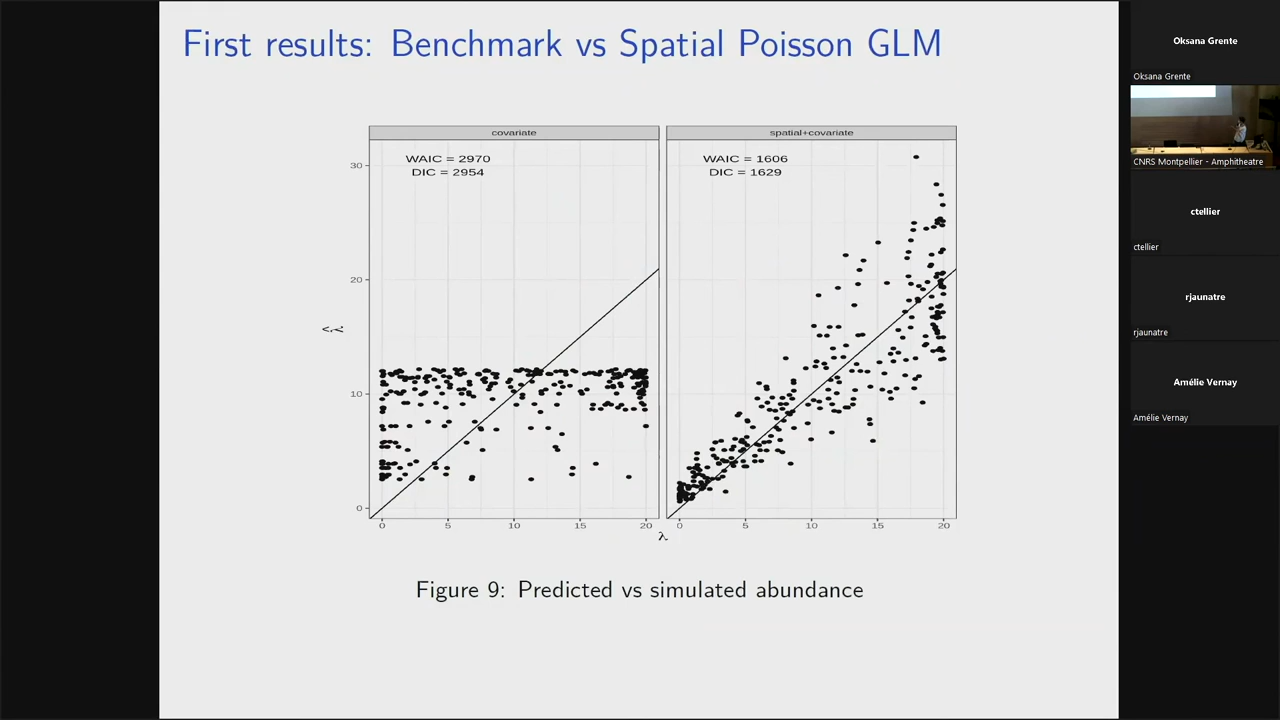 First results: Benchmark vs Spatial Poisson GLM
covariate
WAIC = 2970
DIC = 2954
spatial+covariate
WAIC = 1606
DIC = 1629
30
20
10
0
λ̂
0 5 10 15 20
0 5 10 15 20
λ
Figure 9: Predicted vs simulated abundance
Oksana Grente
Oksana Grente
CNRS Montpellier - Amphitheatre
ctellier
ctellier
rjaunatre
rjaunatre
Amélie Vernay
Amélie Vernay